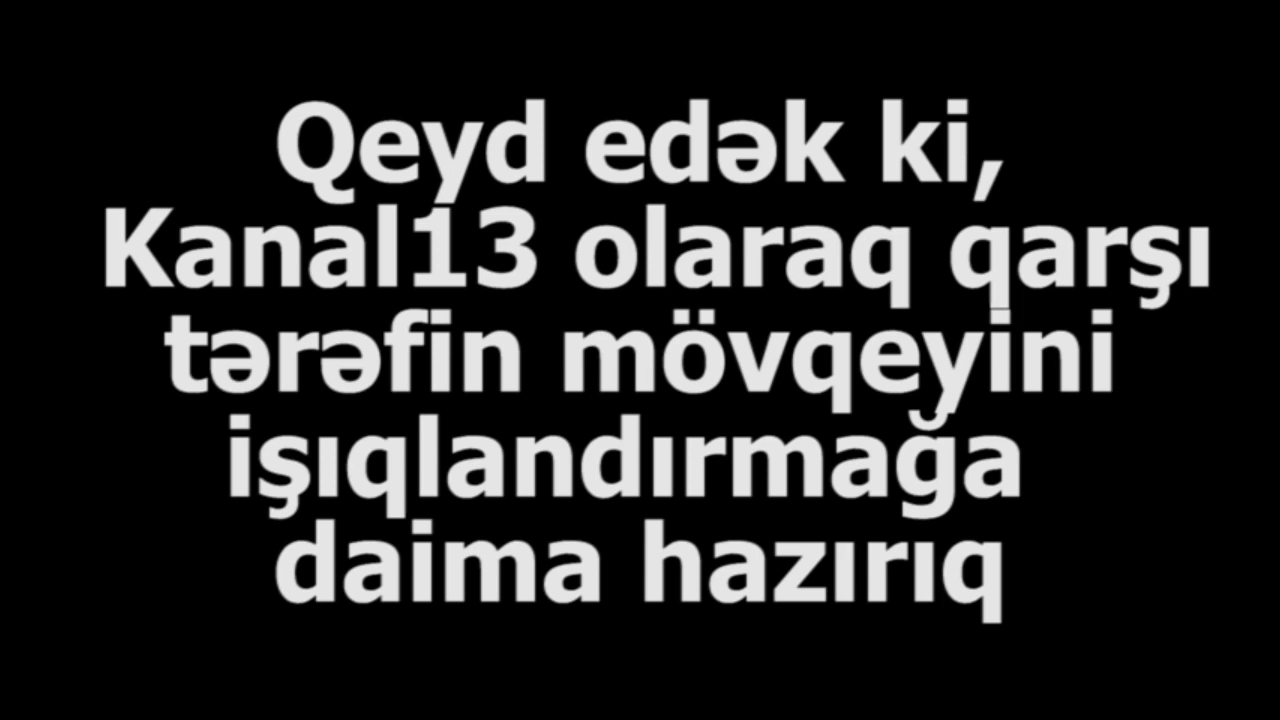 Qeyd edək ki,
Kanal13 olaraq qarşı
tərəfin mövqeyini
işıqlandırmağa
daima hazırıq